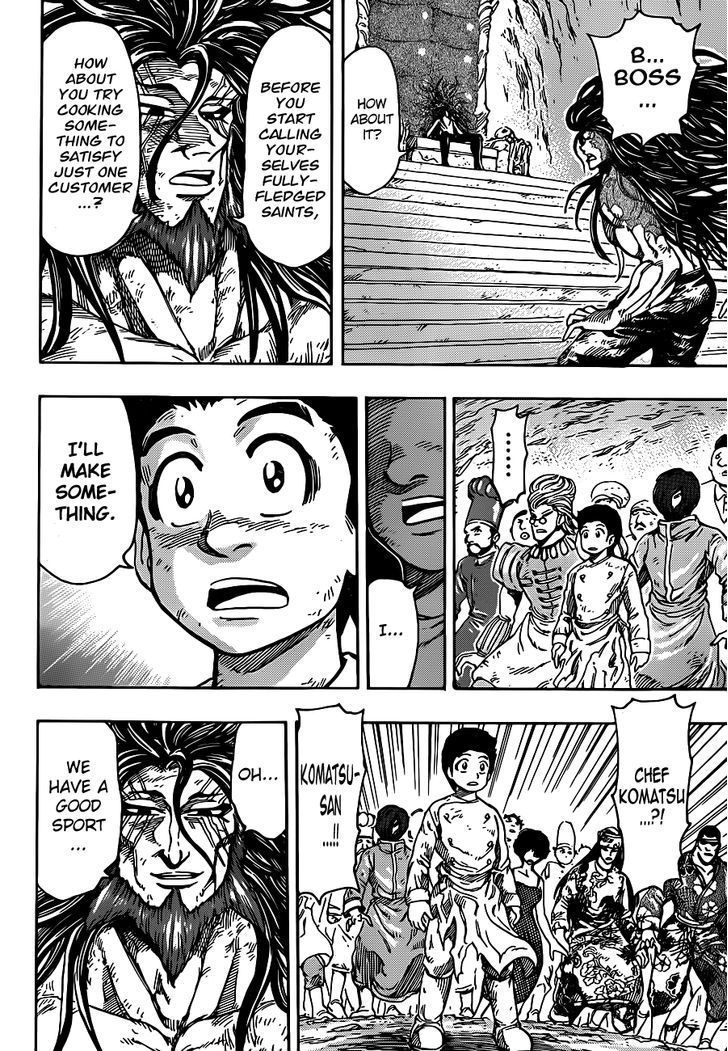 B...
BOSS
...
HOW
ABOUT
IT?
BEFORE
YOU
START
CALLING
YOUR-
SELVES
FULLY-
FLEDGED
SAINTS,
HOW
ABOUT
YOU TRY
COOKING
SOME-
THING TO
SATISFY
JUST ONE
CUSTOMER
...?
....
I...
I'LL
MAKE
SOME-
THING.
CHEF
KOMATSU
....?!
KOMATSU-
SAN
.....!!
OH...
WE
HAVE A
GOOD
SPORT
...